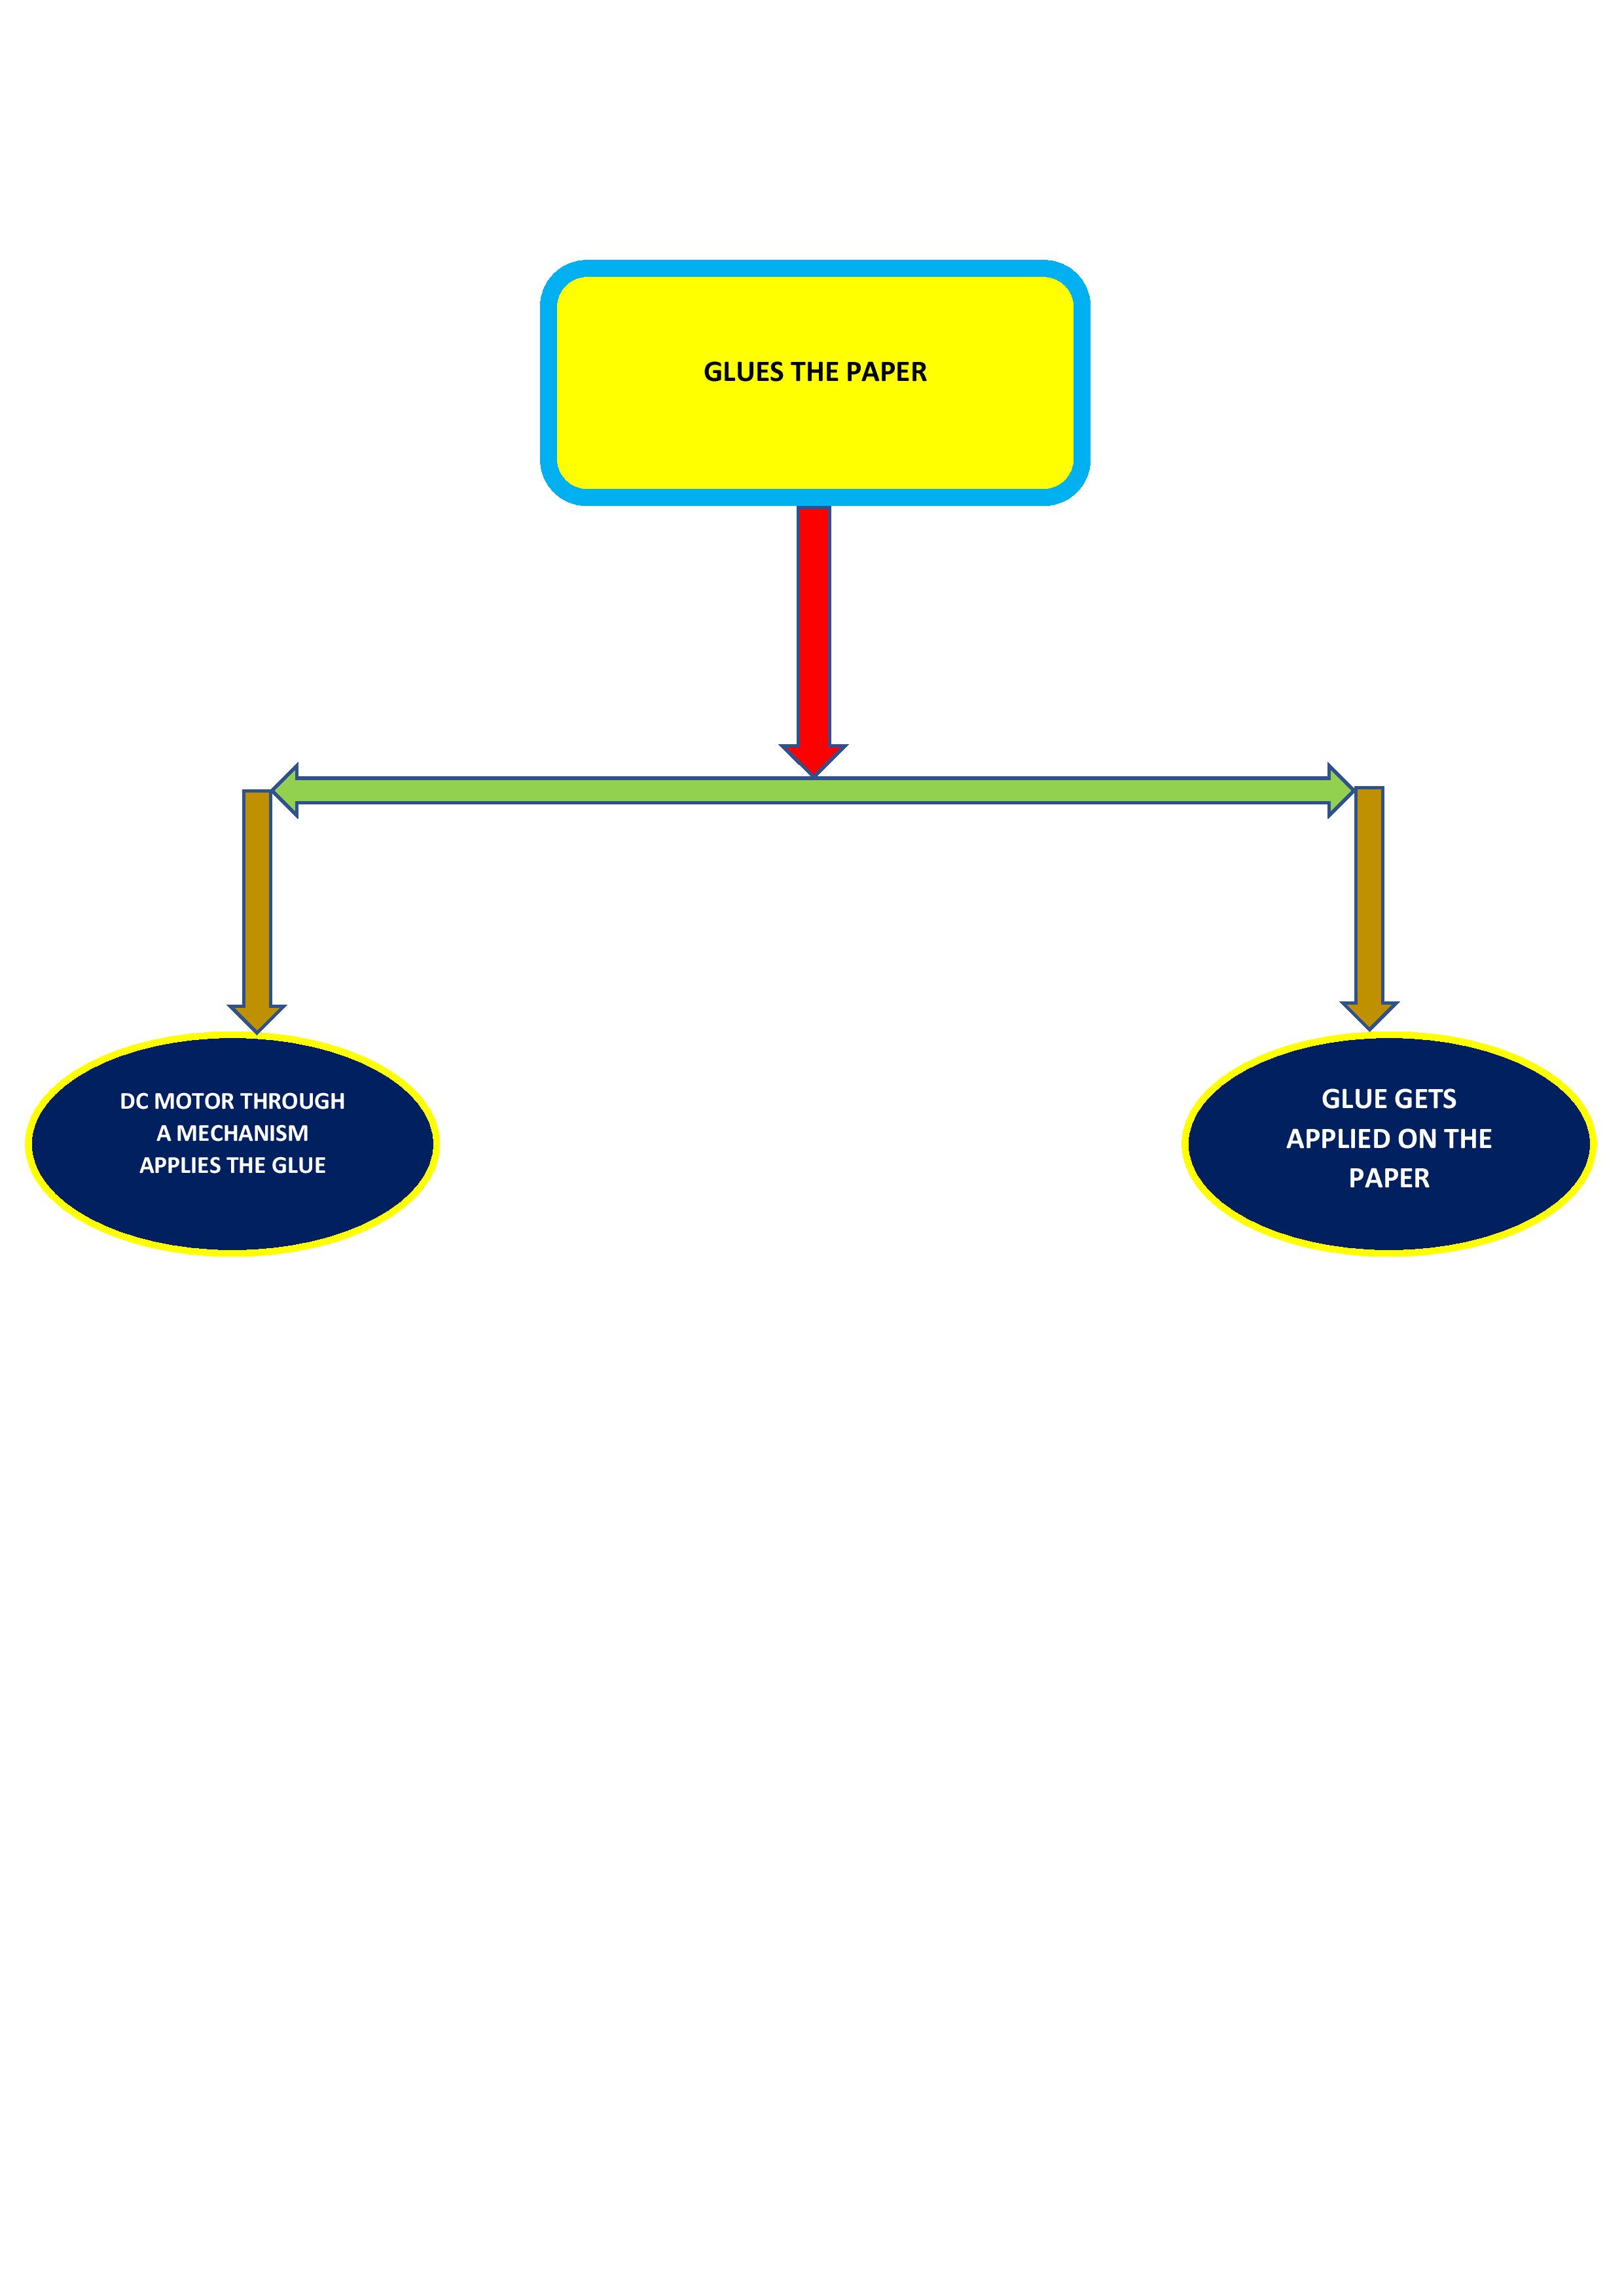 GLUES THE PAPER
DC MOTOR THROUGH
A MECHANISM
APPLIES THE GLUE
GLUE GETS
APPLIED ON THE
PAPER